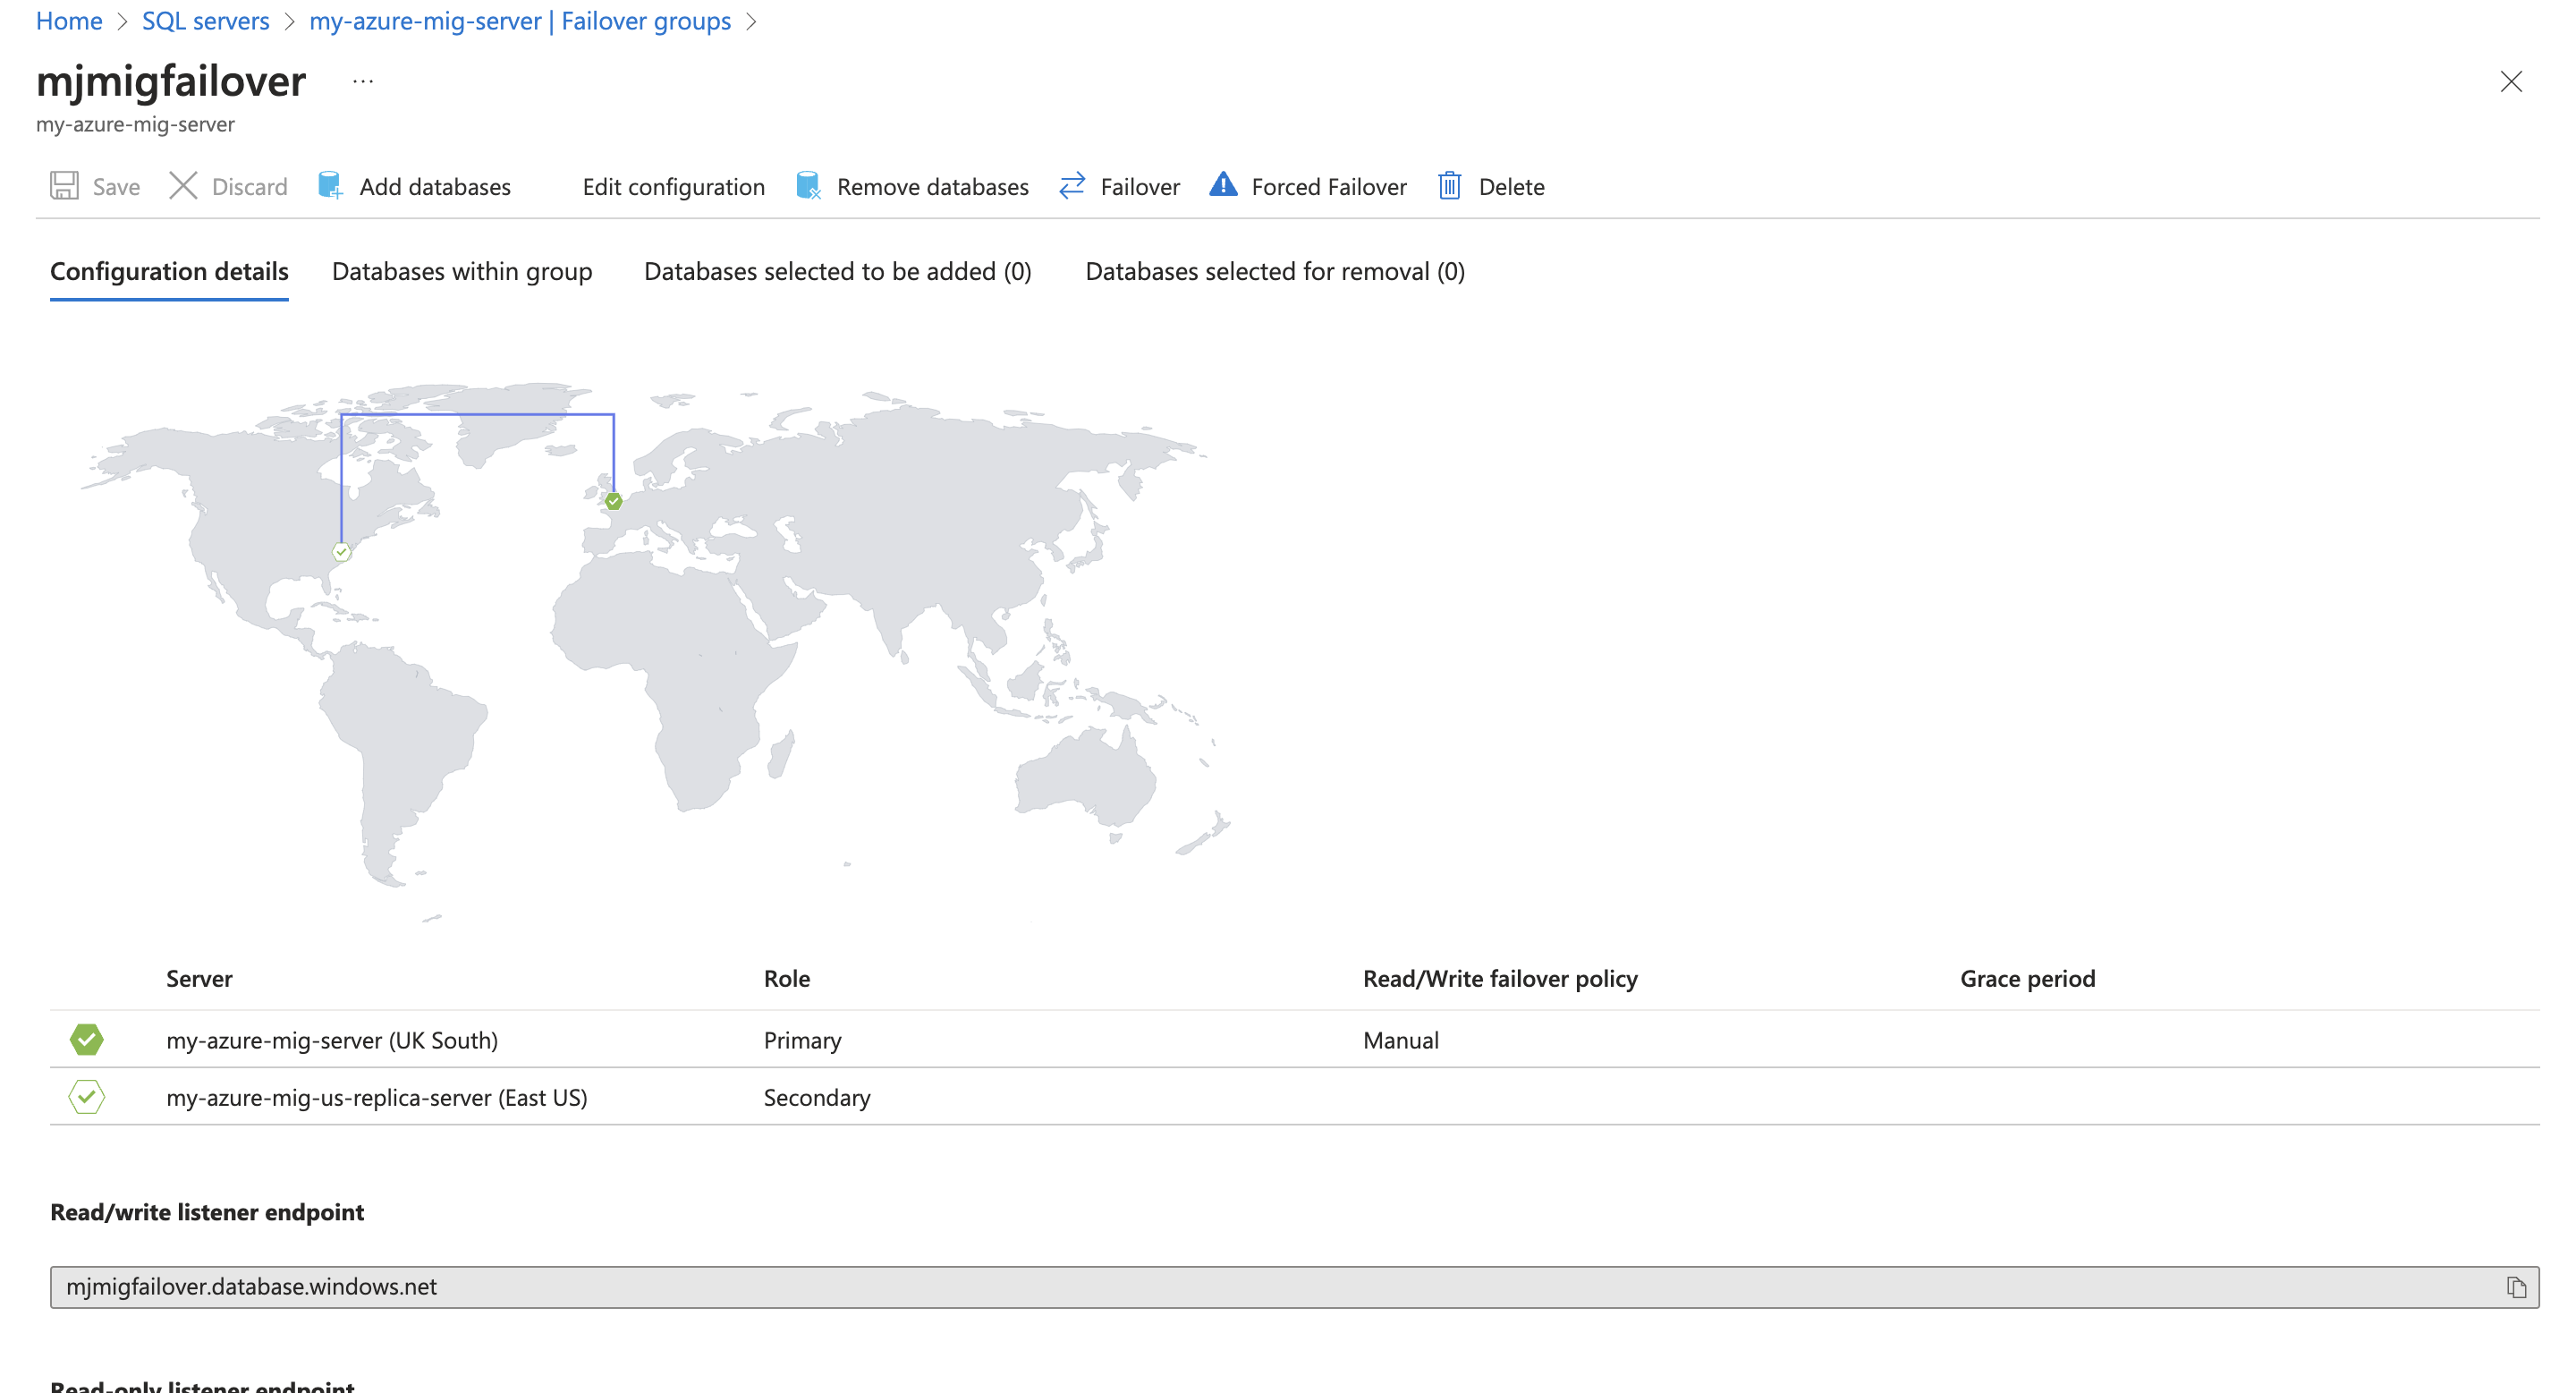 Home > SQL servers > my-azure-mig-server | Failover groups >
mjmigfailover ...
my-azure-mig-server
Save Discard Add databases Edit configuration Remove databases Failover Forced Failover Delete
Configuration details Databases within group Databases selected to be added (0) Databases selected for removal (0)
Server Role Read/Write failover policy Grace period
my-azure-mig-server (UK South) Primary Manual
my-azure-mig-us-replica-server (East US) Secondary
Read/write listener endpoint
mjmigfailover.database.windows.net
Read-only listener endpoint